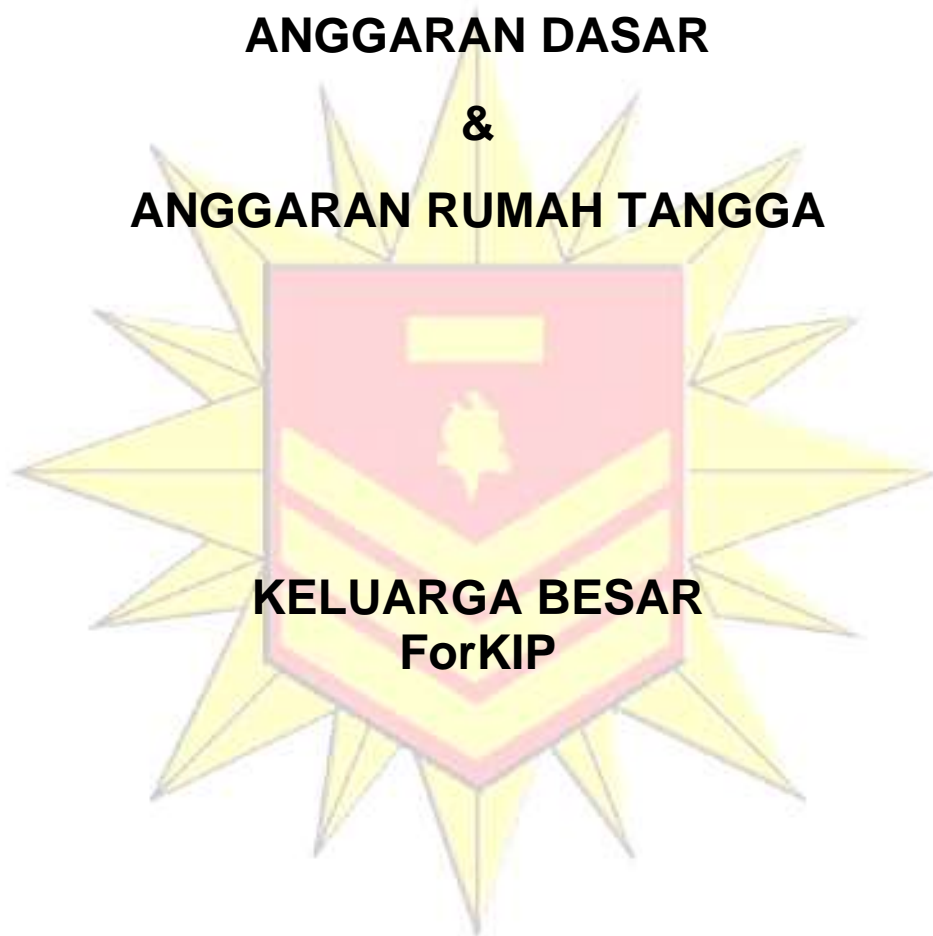 ANGGARAN DASAR
&
ANGGARAN RUMAH TANGGA
KELUARGA BESAR
ForKIP